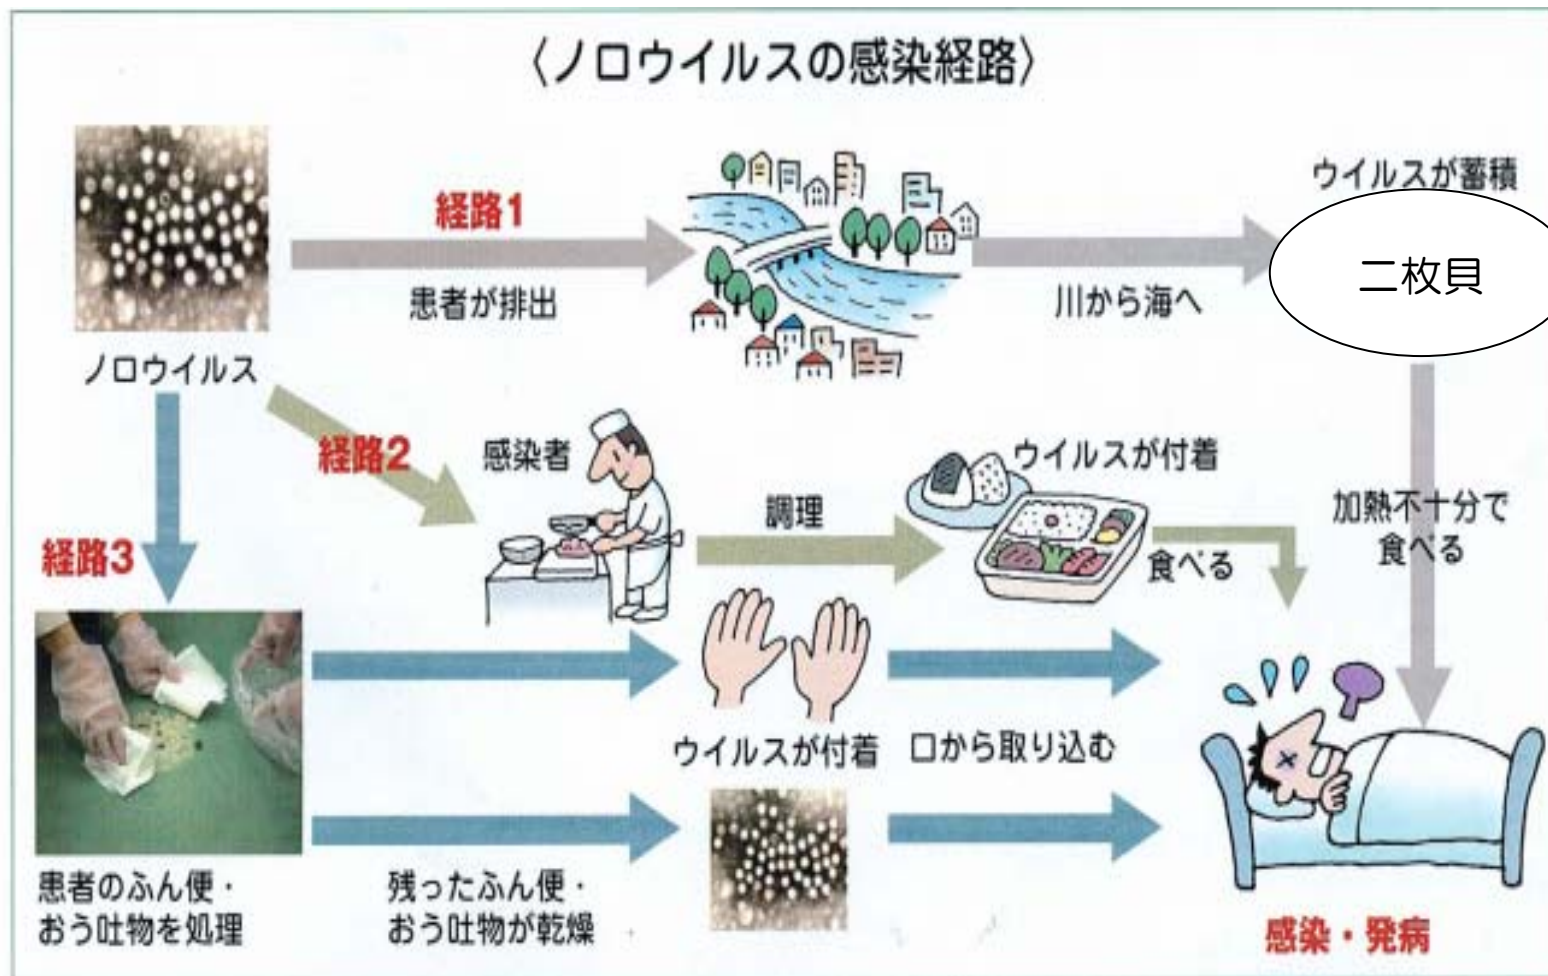 〈ノロウイルスの感染経路〉
ウイルスが蓄積
経路1
二枚貝
患者が排出
川から海へ
ノロウイルス
経路2
感染者
ウイルスが付着
調理
加熱不十分で
食べる
食べる
経路3
ウイルスが付着
口から取り込む
患者のふん便・
おう吐物を処理
残ったふん便・
おう吐物が乾燥
感染・発病